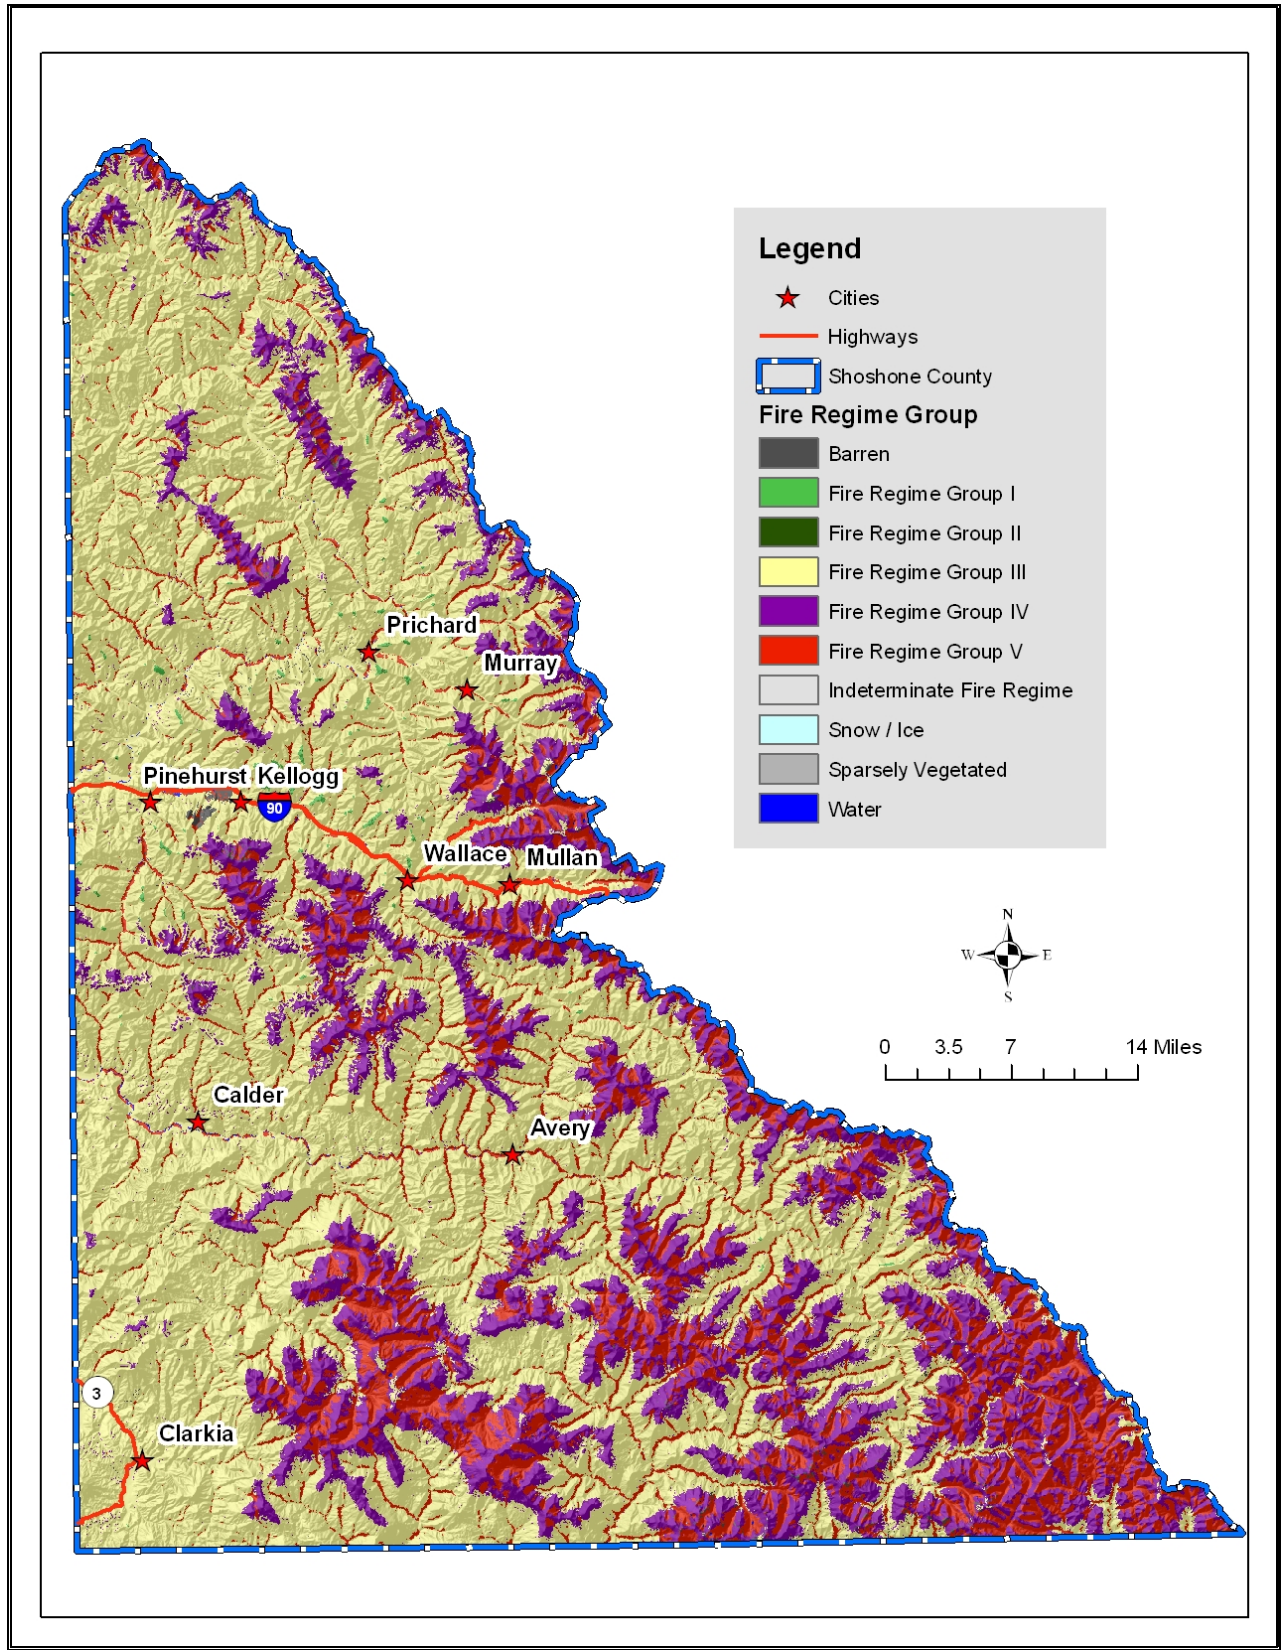 Legend
Cities
Highways
Shoshone County
Fire Regime Group
Barren
Fire Regime Group I
Fire Regime Group II
Fire Regime Group III
Fire Regime Group IV
Fire Regime Group V
Indeterminate Fire Regime
Snow / Ice
Sparsely Vegetated
Water
Prichard
Murray
Pinehurst Kellogg
90
Wallace Mullan
N
W E
S
0 3.5 7 14 Miles
Calder
Avery
3
Clarkia